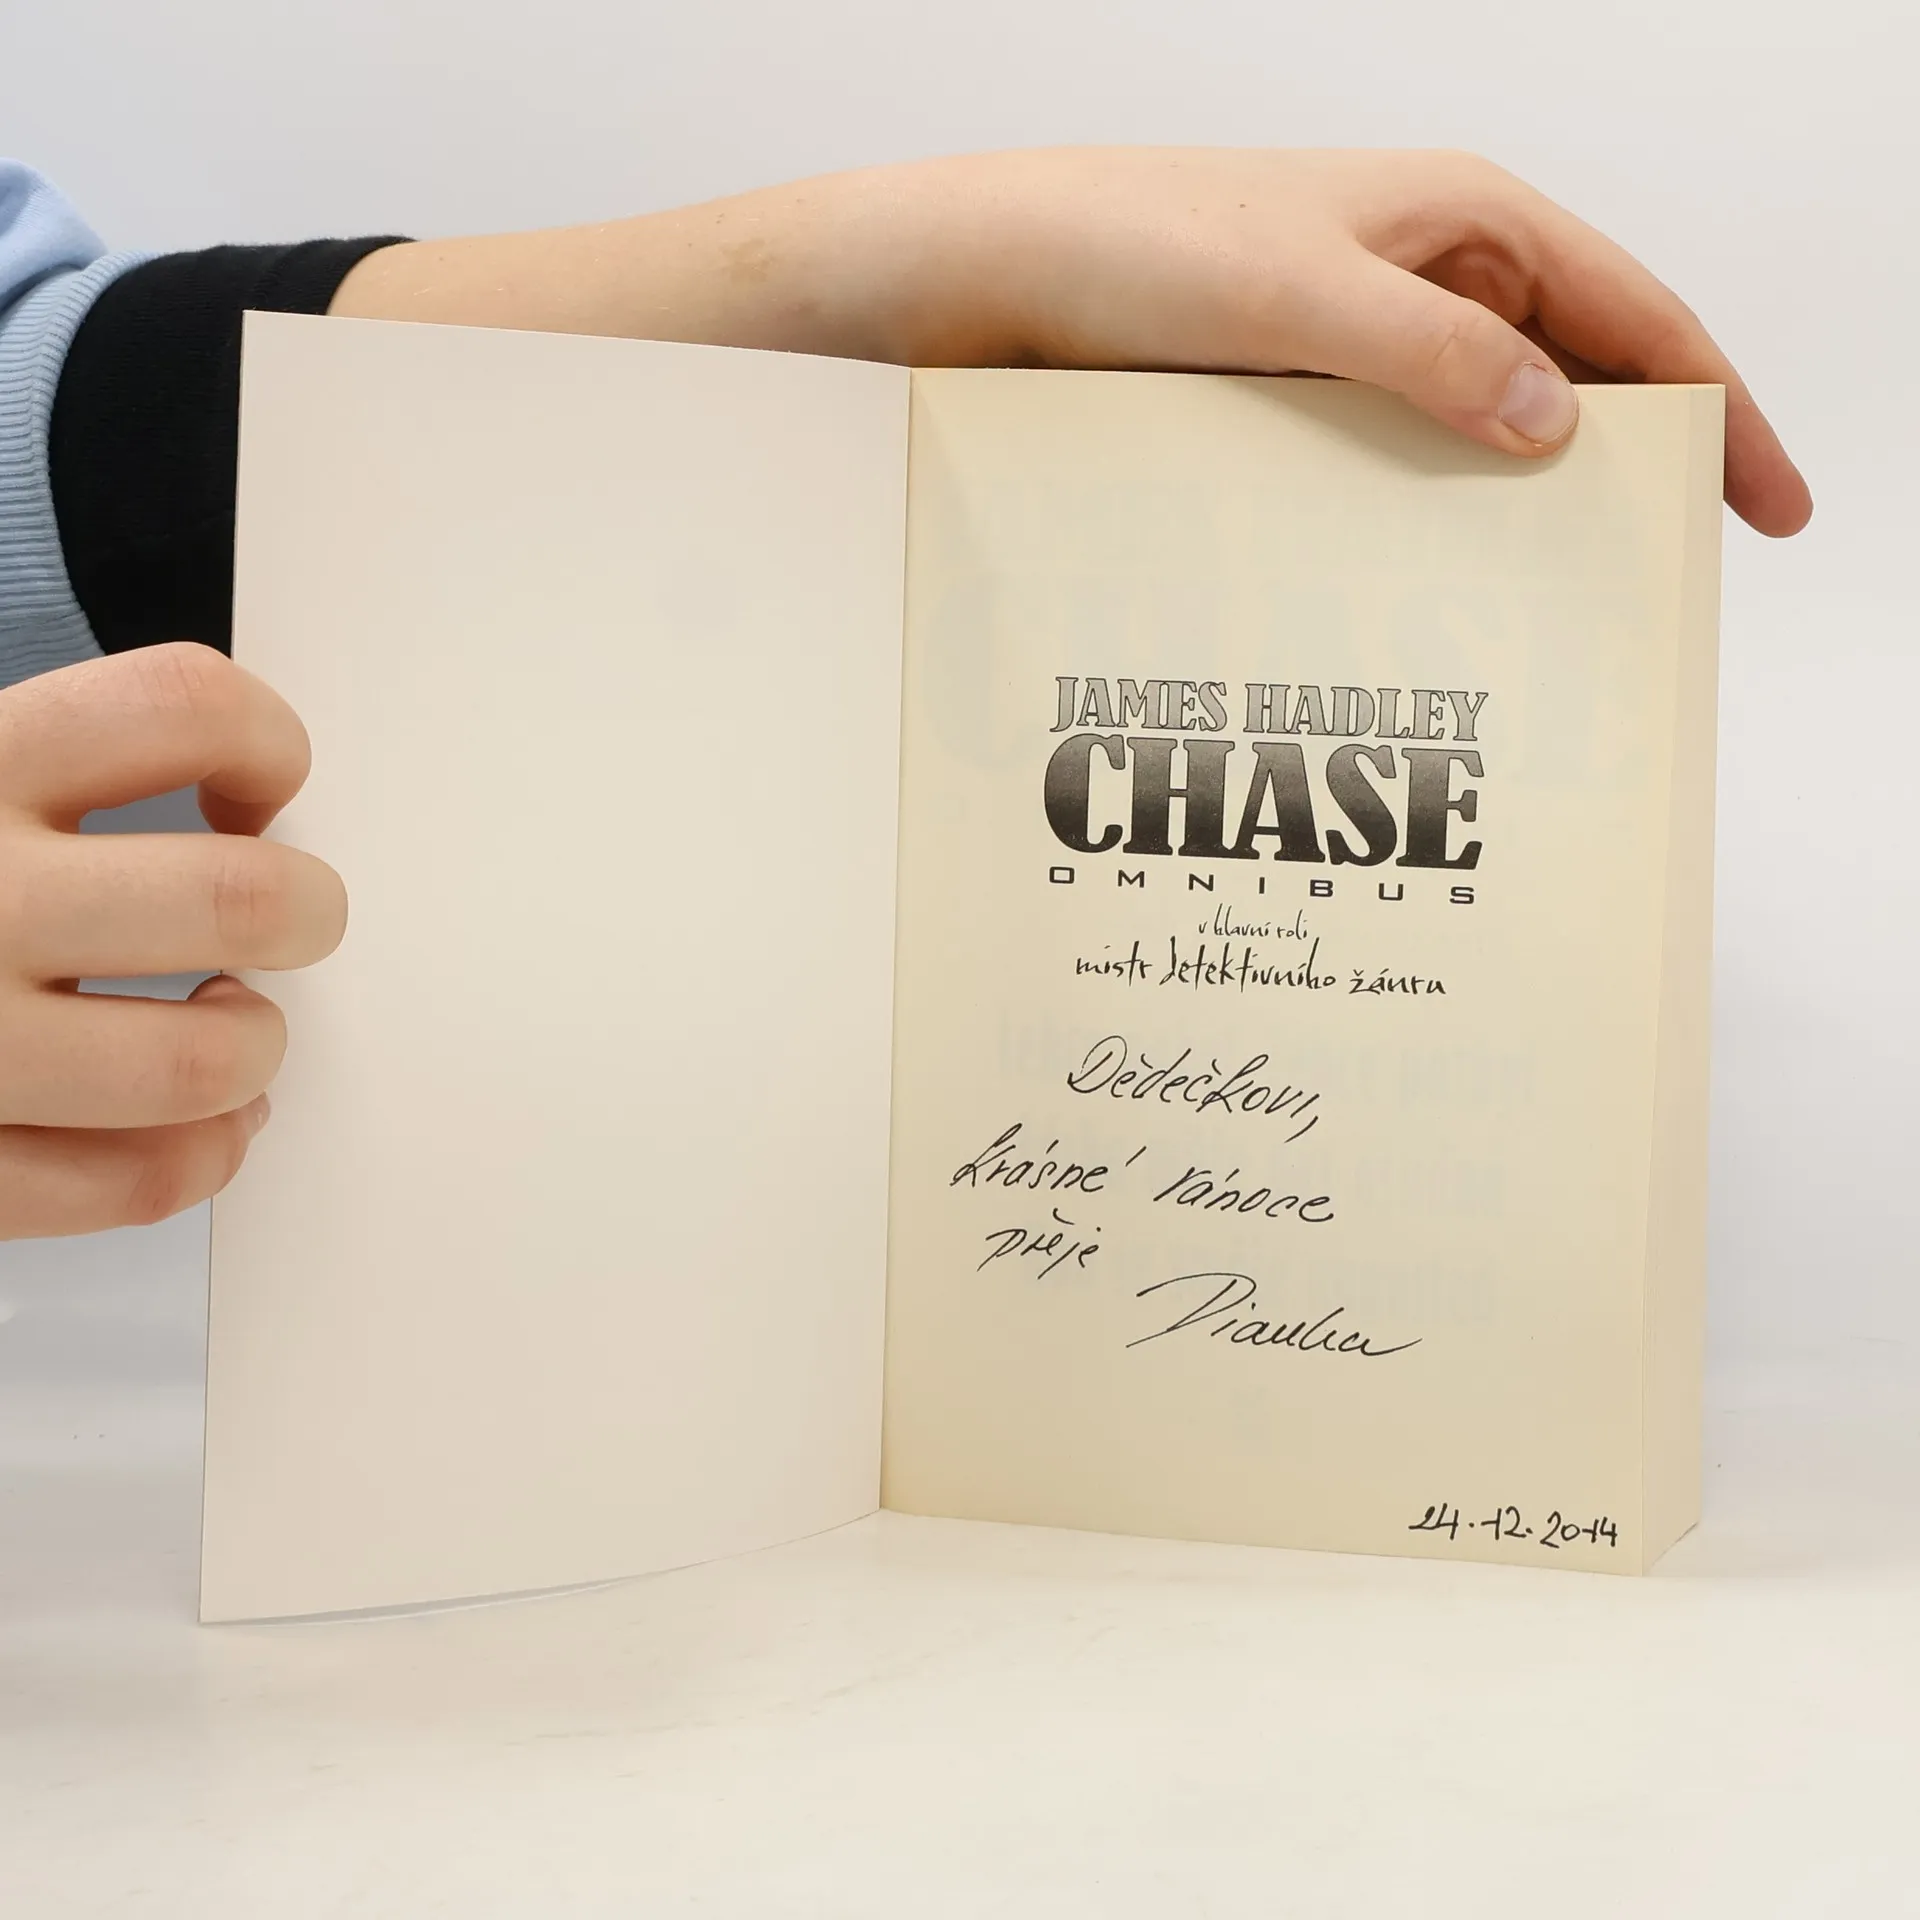 JAMES HADLEY
CHASE
OMNIBUS
v hlavní roli
mistr detektivního žánru
Dědečkovi,
krásné Vánoce
přeje
Dianka
24.12.2014